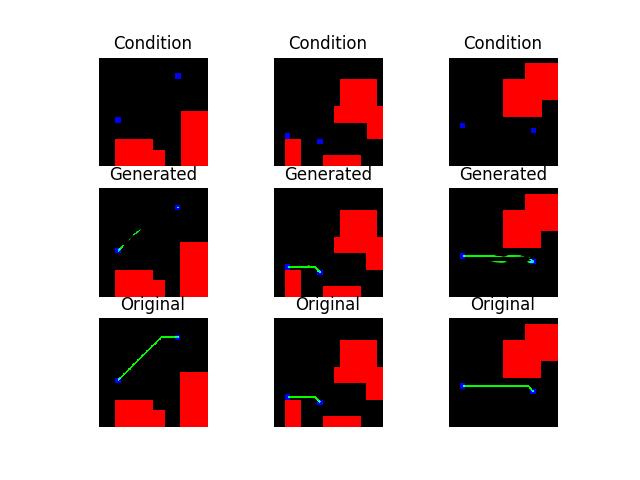 Condition
Condition
Condition
Generated
Generated
Generated
Original
Original
Original